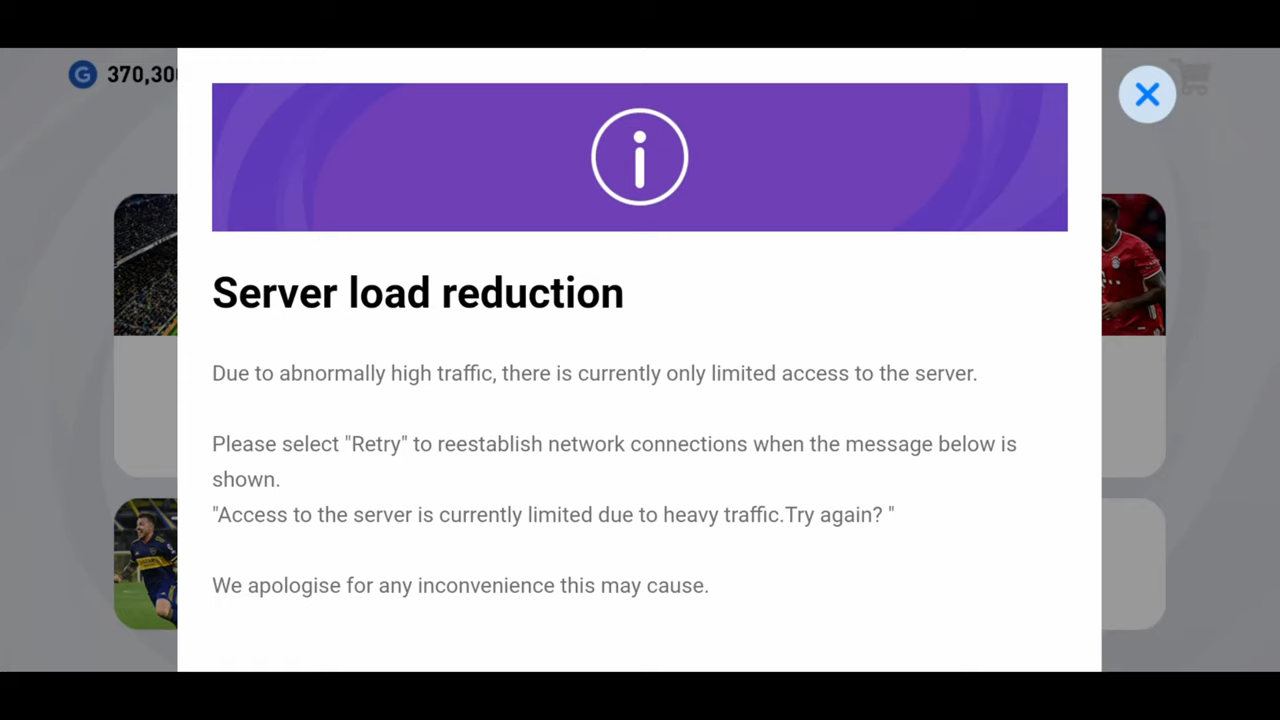 G 370,30
Server load reduction
Due to abnormally high traffic, there is currently only limited access to the server.
Please select "Retry" to reestablish network connections when the message below is
shown.
"Access to the server is currently limited due to heavy traffic.Try again? "
We apologise for any inconvenience this may cause.